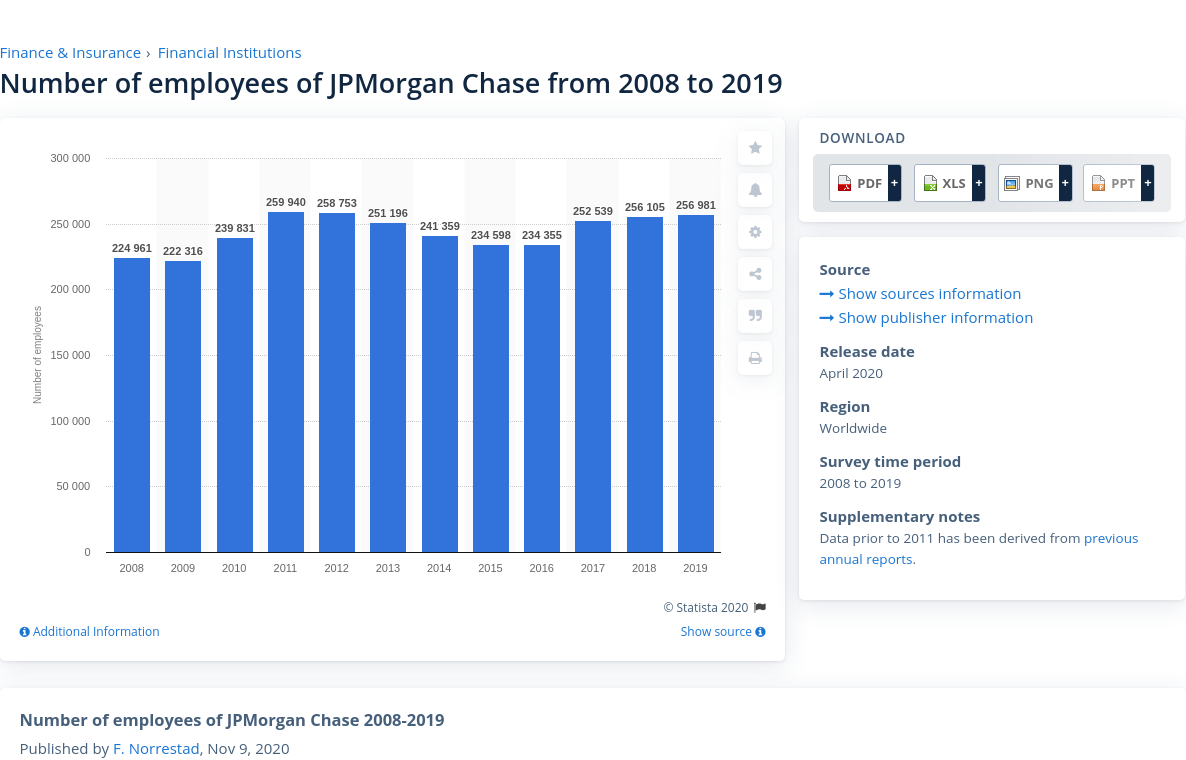 Finance & Insurance › Financial Institutions
Number of employees of JPMorgan Chase from 2008 to 2019
300 000
250 000
200 000
150 000
100 000
50 000
0
Number of employees
224 961
222 316
239 831
259 940
258 753
251 196
241 359
234 598
234 355
252 539
256 105
256 981
2008 2009 2010 2011 2012 2013 2014 2015 2016 2017 2018 2019
© Statista 2020
Additional Information
Show source
DOWNLOAD
PDF + XLS + PNG + PPT +
Source
Show sources information
Show publisher information
Release date
April 2020
Region
Worldwide
Survey time period
2008 to 2019
Supplementary notes
Data prior to 2011 has been derived from previous
annual reports.
Number of employees of JPMorgan Chase 2008-2019
Published by F. Norrestad, Nov 9, 2020